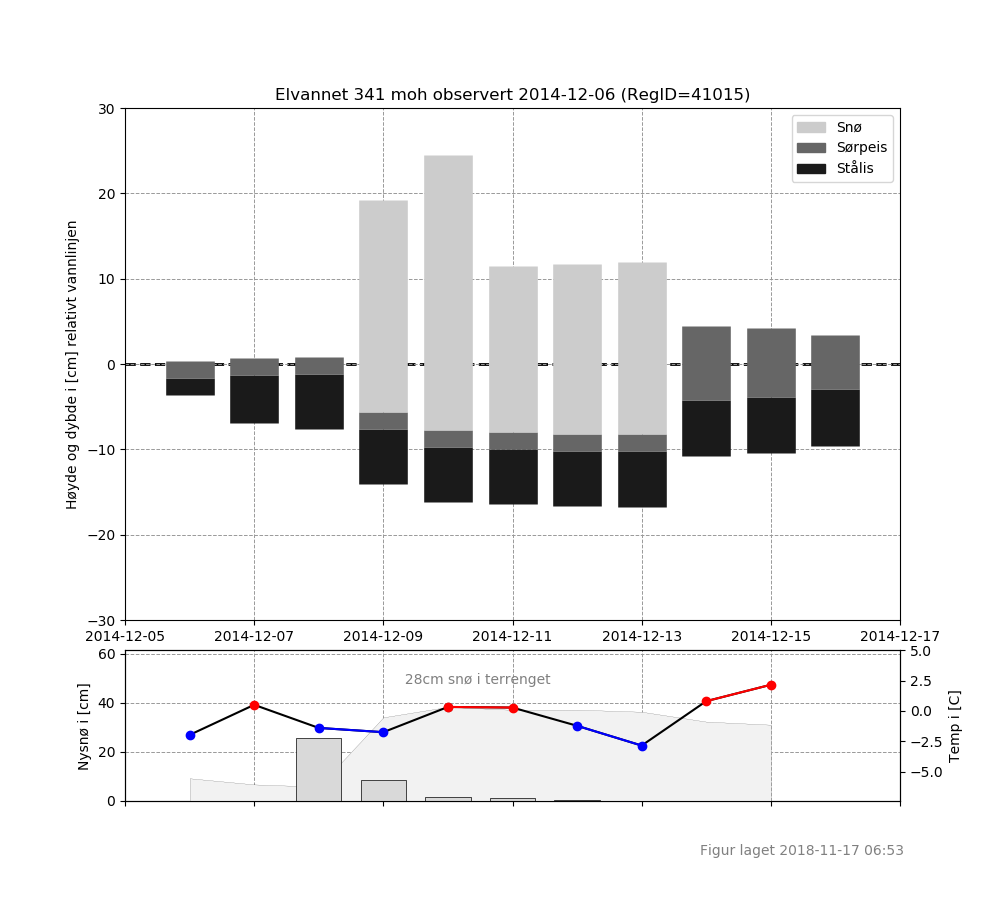 Elvannet 341 moh observert 2014-12-06 (RegID=41015)
30
20
10
0
−10
−20
−30
Høyde og dybde i [cm] relativt vannlinjen
Snø
Sørpeis
Stålis
2014-12-05 2014-12-07 2014-12-09 2014-12-11 2014-12-13 2014-12-15 2014-12-17
60
40
20
0
Nysnø i [cm]
28cm snø i terrenget
5.0
2.5
0.0
−2.5
−5.0
Temp i [C]
Figur laget 2018-11-17 06:53